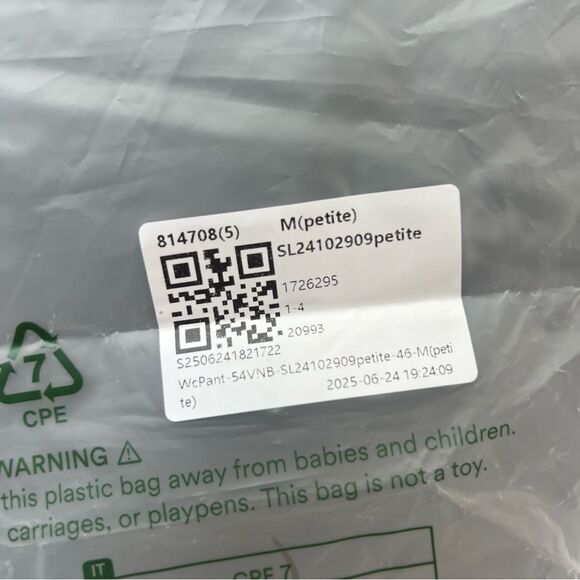 814708(5) M(petite)
SL24102909petite
1726295
1-4
20993
S2506241821722
WcPant-54VNB-SL24102909petite-46-M(peti
te) 2025-06-24 19:24:09
7
CPE
WARNING
this plastic bag away from babies and children.
carriages, or playpens. This bag is not a toy.
IT
CPE 7